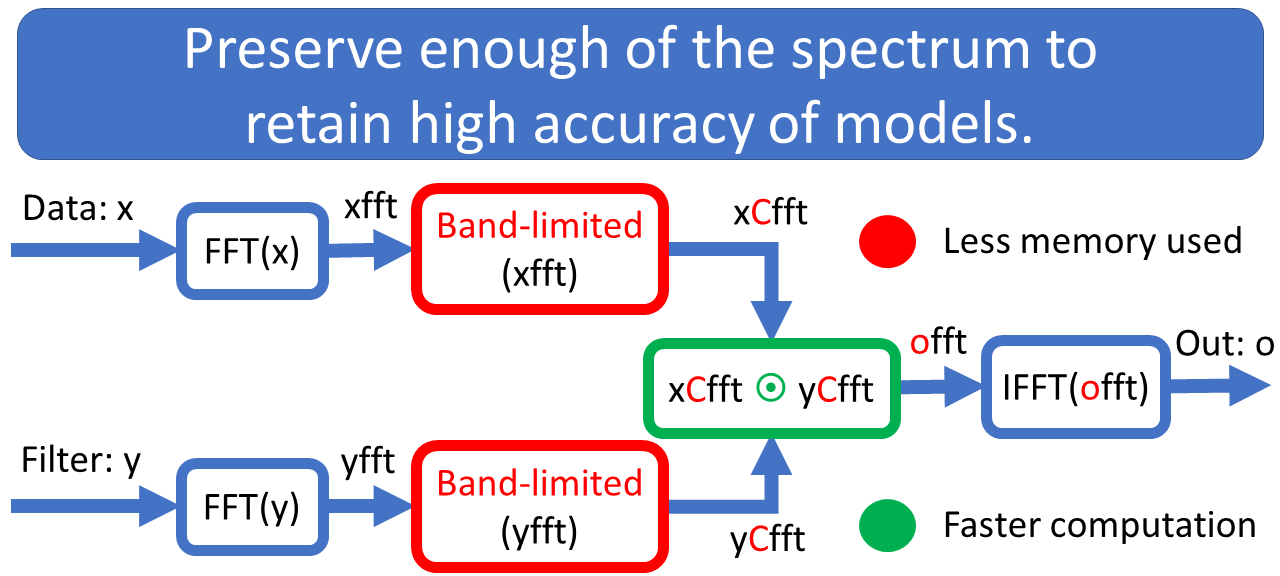 Preserve enough of the spectrum to
retain high accuracy of models.
Data: x
FFT(x)
xfft
Band-limited
(xfft)
xCfft
Less memory used
xCfft ⊙ yCfft
offt
IFFT(offt)
Out: o
Filter: y
FFT(y)
yfft
Band-limited
(yfft)
yCfft
Faster computation